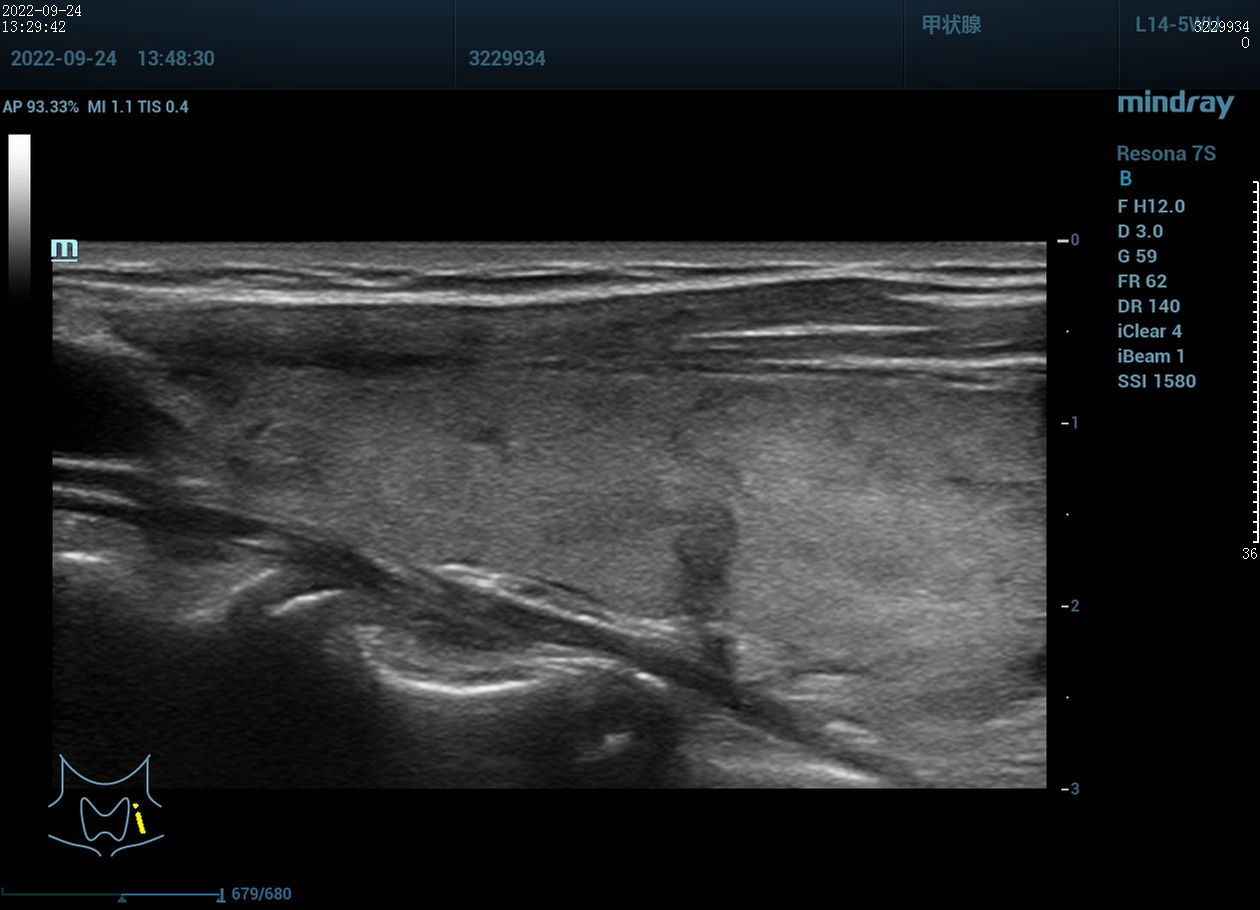 2022-09-24
13:29:42
甲状腺
L14-5W
3229934
0
2022-09-24 13:48:30
3229934
AP 93.33% MI 1.1 TIS 0.4
mindray
Resona 7S
B
F H12.0
D 3.0
G 59
FR 62
DR 140
iClear 4
iBeam 1
SSI 1580
m
0
1
2
3
36
679/680